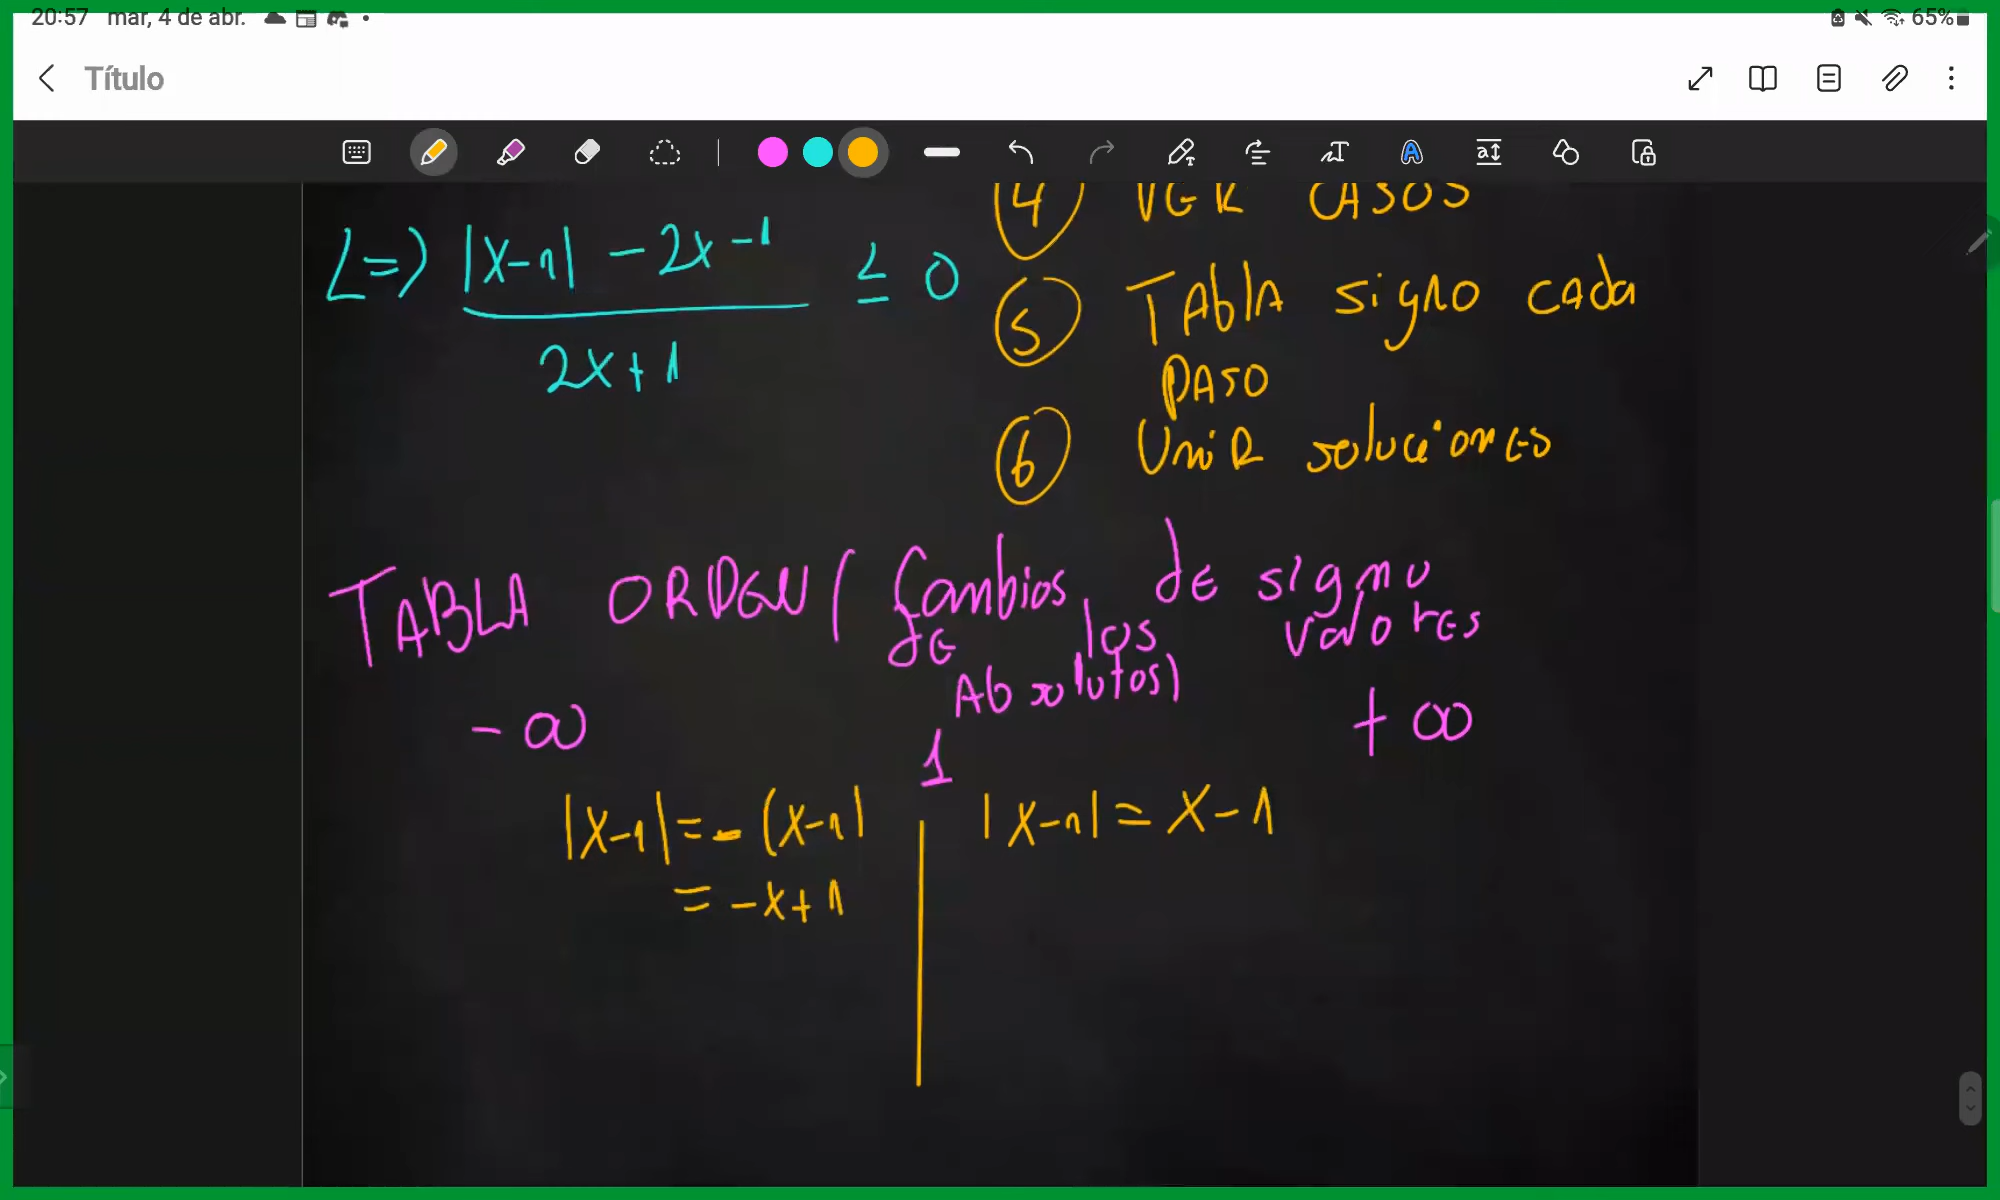 20:57 mar, 4 de abr. 65%
Título
④ VER CASOS
<=> |x-1| - 2x - 1 ≤ 0
2x+1
⑤ TAblA signo cada
PASO
⑥ UniR soluciones
TABLA ORDEN (Cambios de signo
de los valores
Absolutos)
-∞ 1 +∞
|x-1| = -(x-1| |x-1| = x-1
= -x+1